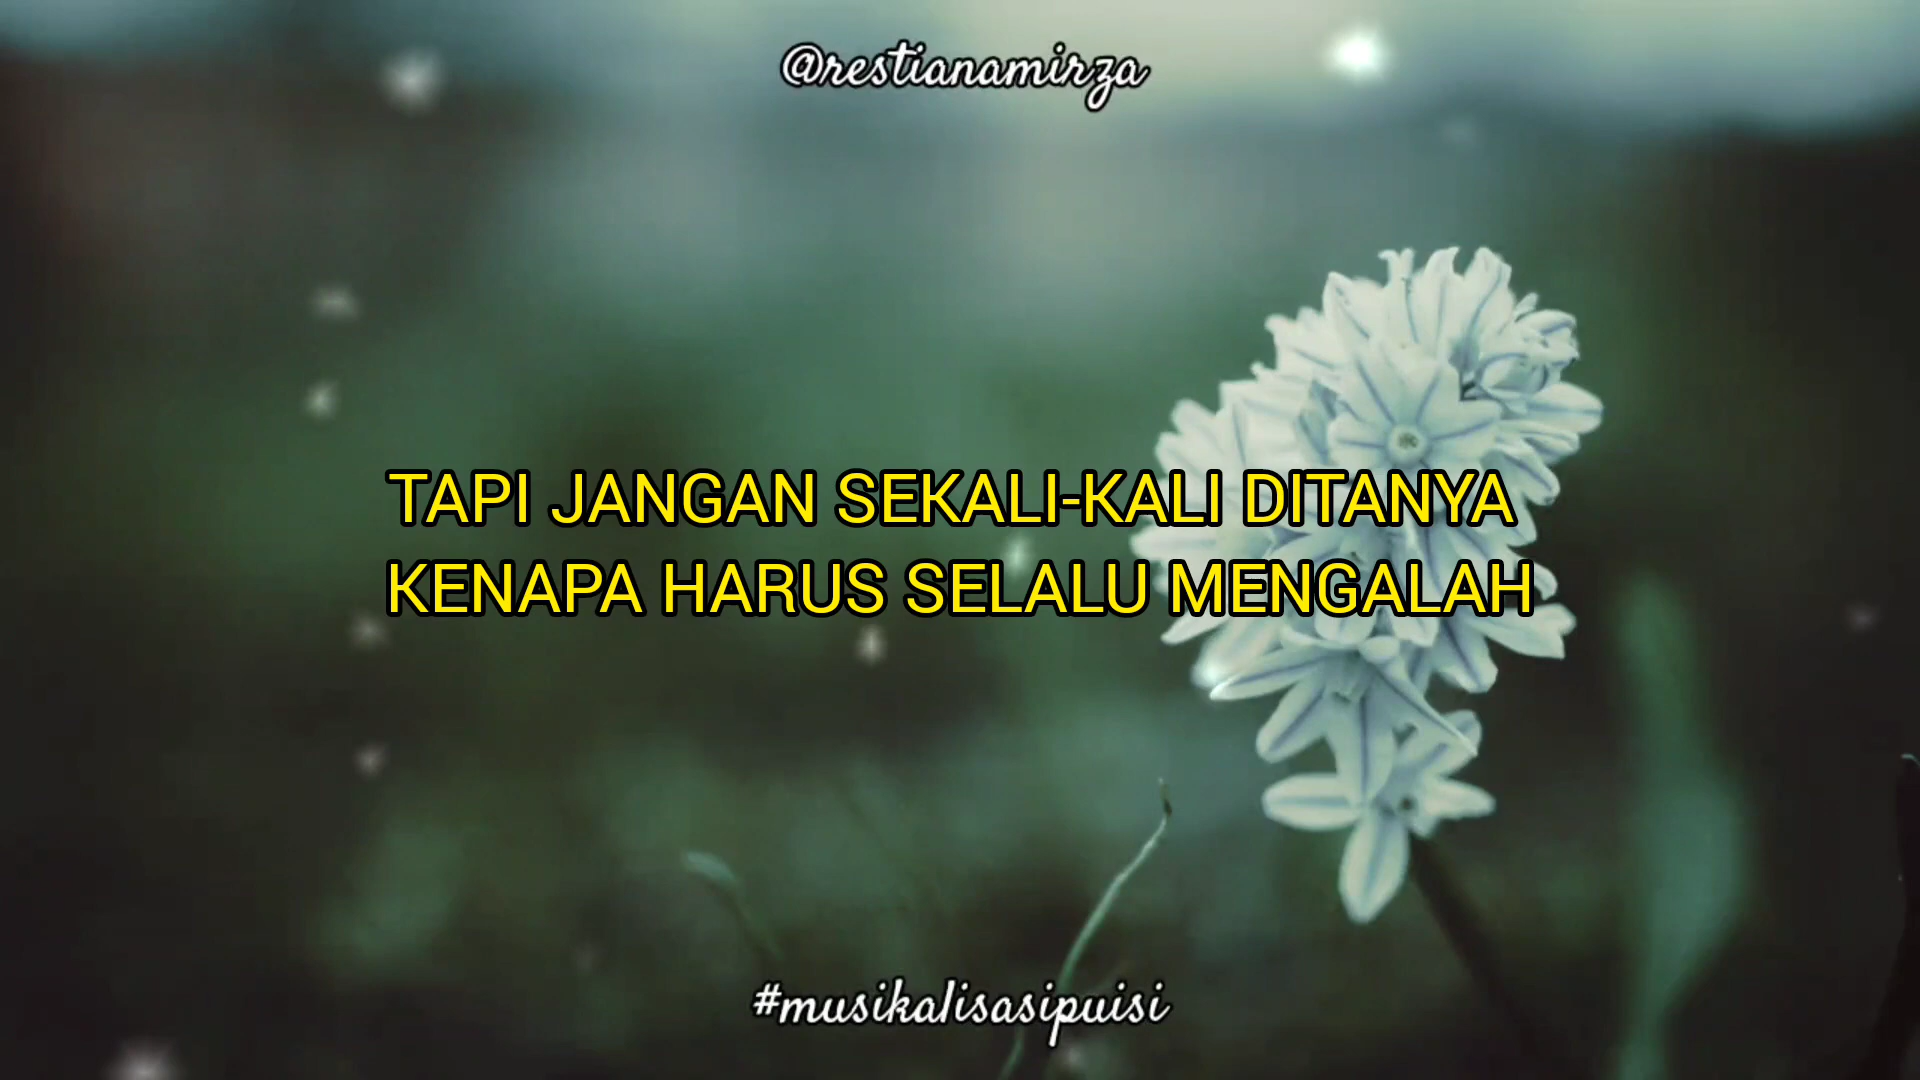 @restianamirza
TAPI JANGAN SEKALI-KALI DITANYA
KENAPA HARUS SELALU MENGALAH
#musikalisasipuisi